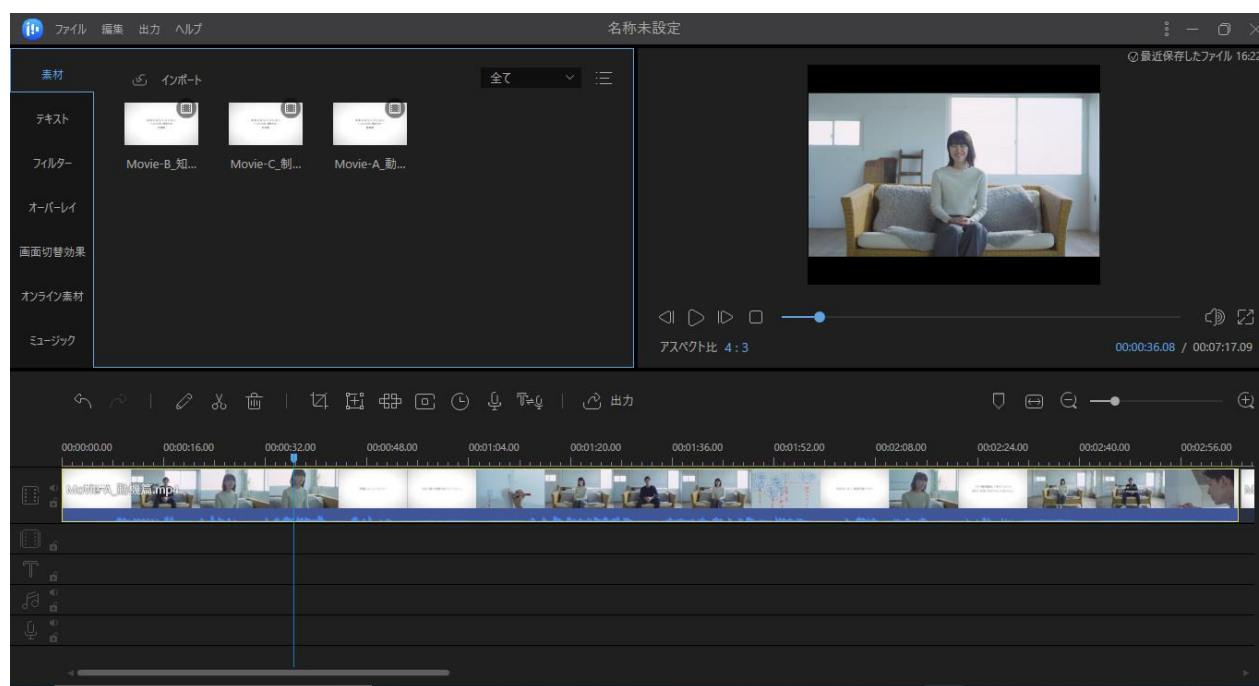 ファイル 編集 出力 ヘルプ 名称未設定
最近保存したファイル 16:22
素材
テキスト
フィルター
オーバーレイ
画面切替効果
オンライン素材
ミュージック
インポート 全て
Movie-B_知... Movie-C_制... Movie-A_動...
アスペクト比 4 : 3 00:00:36.08 / 00:07:17.09
出力
00:00:00.00 00:00:16.00 00:00:32.00 00:00:48.00 00:01:04.00 00:01:20.00 00:01:36.00 00:01:52.00 00:02:08.00 00:02:24.00 00:02:40.00 00:02:56.00
Movie-A_動機篇.mp4